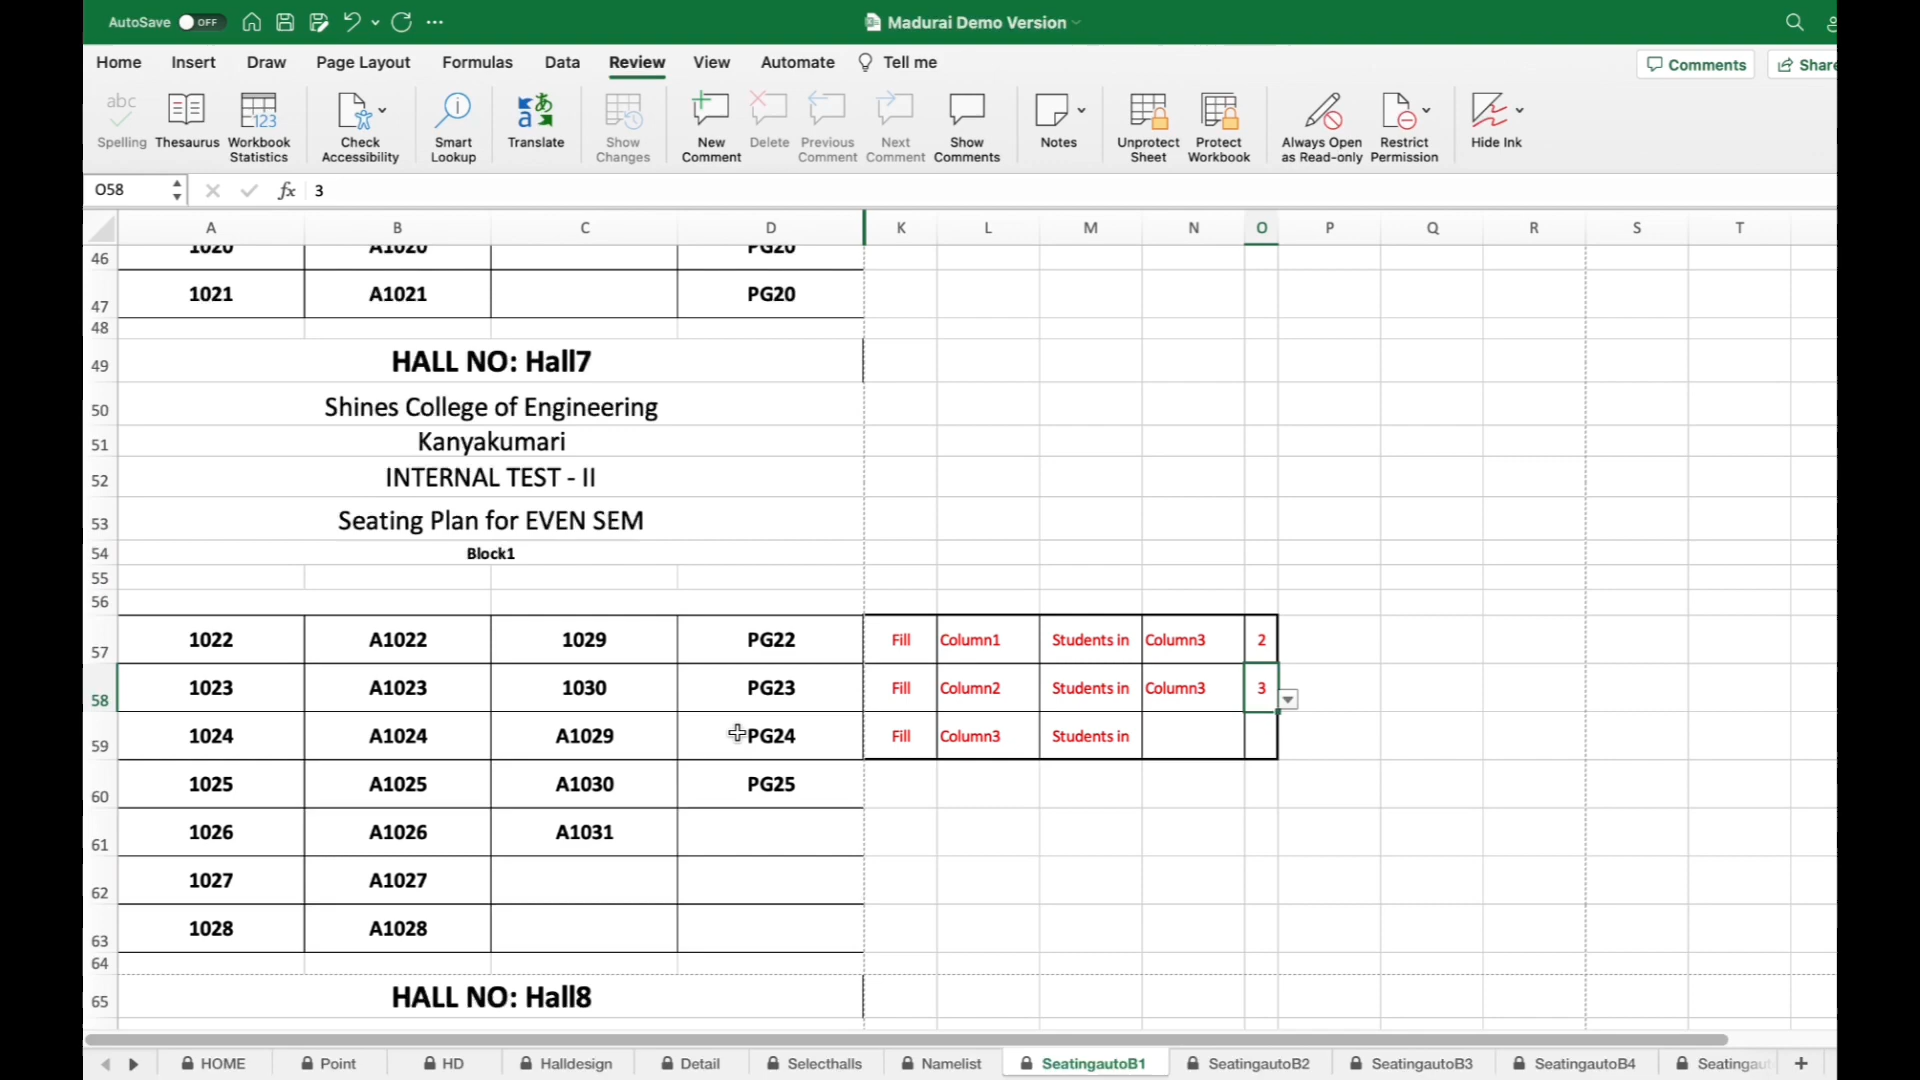 AutoSave OFF Madurai Demo Version
Home Insert Draw Page Layout Formulas Data Review View Automate Tell me Comments Share
abc
Spelling Thesaurus Workbook Statistics Check Accessibility Smart Lookup Translate Show Changes New Comment Delete Previous Comment Next Comment Show Comments Notes Unprotect Sheet Protect Workbook Always Open as Read-only Restrict Permission Hide Ink
O58 fx 3
A B C D K L M N O P Q R S T
46 1020 A1020 PG20
47 1021 A1021 PG20
48
49 HALL NO: Hall7
50 Shines College of Engineering
51 Kanyakumari
52 INTERNAL TEST - II
53 Seating Plan for EVEN SEM
54 Block1
55
56
57 1022 A1022 1029 PG22 Fill Column1 Students in Column3 2
58 1023 A1023 1030 PG23 Fill Column2 Students in Column3 3
59 1024 A1024 A1029 PG24 Fill Column3 Students in
60 1025 A1025 A1030 PG25
61 1026 A1026 A1031
62 1027 A1027
63 1028 A1028
64
65 HALL NO: Hall8
HOME Point HD Halldesign Detail Selecthalls Namelist SeatingautoB1 SeatingautoB2 SeatingautoB3 SeatingautoB4 Seatingaut